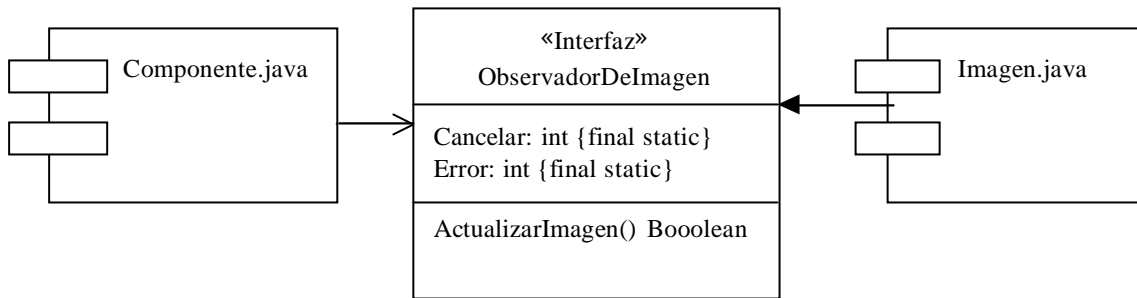 Componente.java
«Interfaz»
ObservadorDeImagen
Cancelar: int {final static}
Error: int {final static}
ActualizarImagen() Booolean
Imagen.java